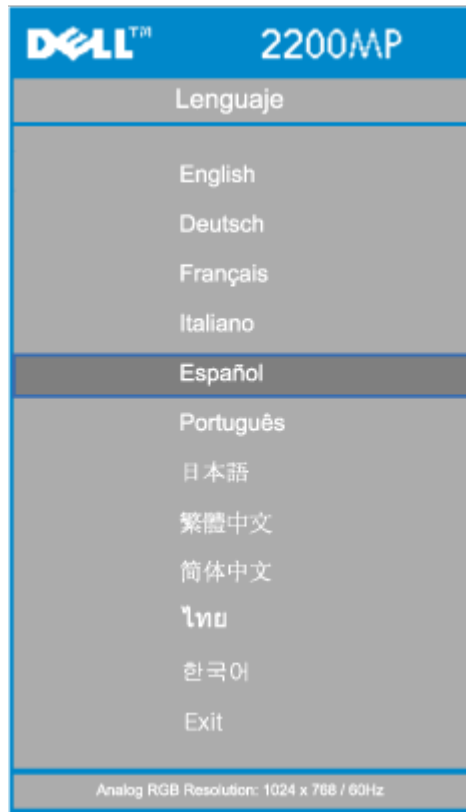 DELL™ 2200MP
Lenguaje
English
Deutsch
Français
Italiano
Español
Português
日本語
繁體中文
简体中文
ไทย
한국어
Exit
Analog RGB Resolution: 1024 x 768 / 60Hz